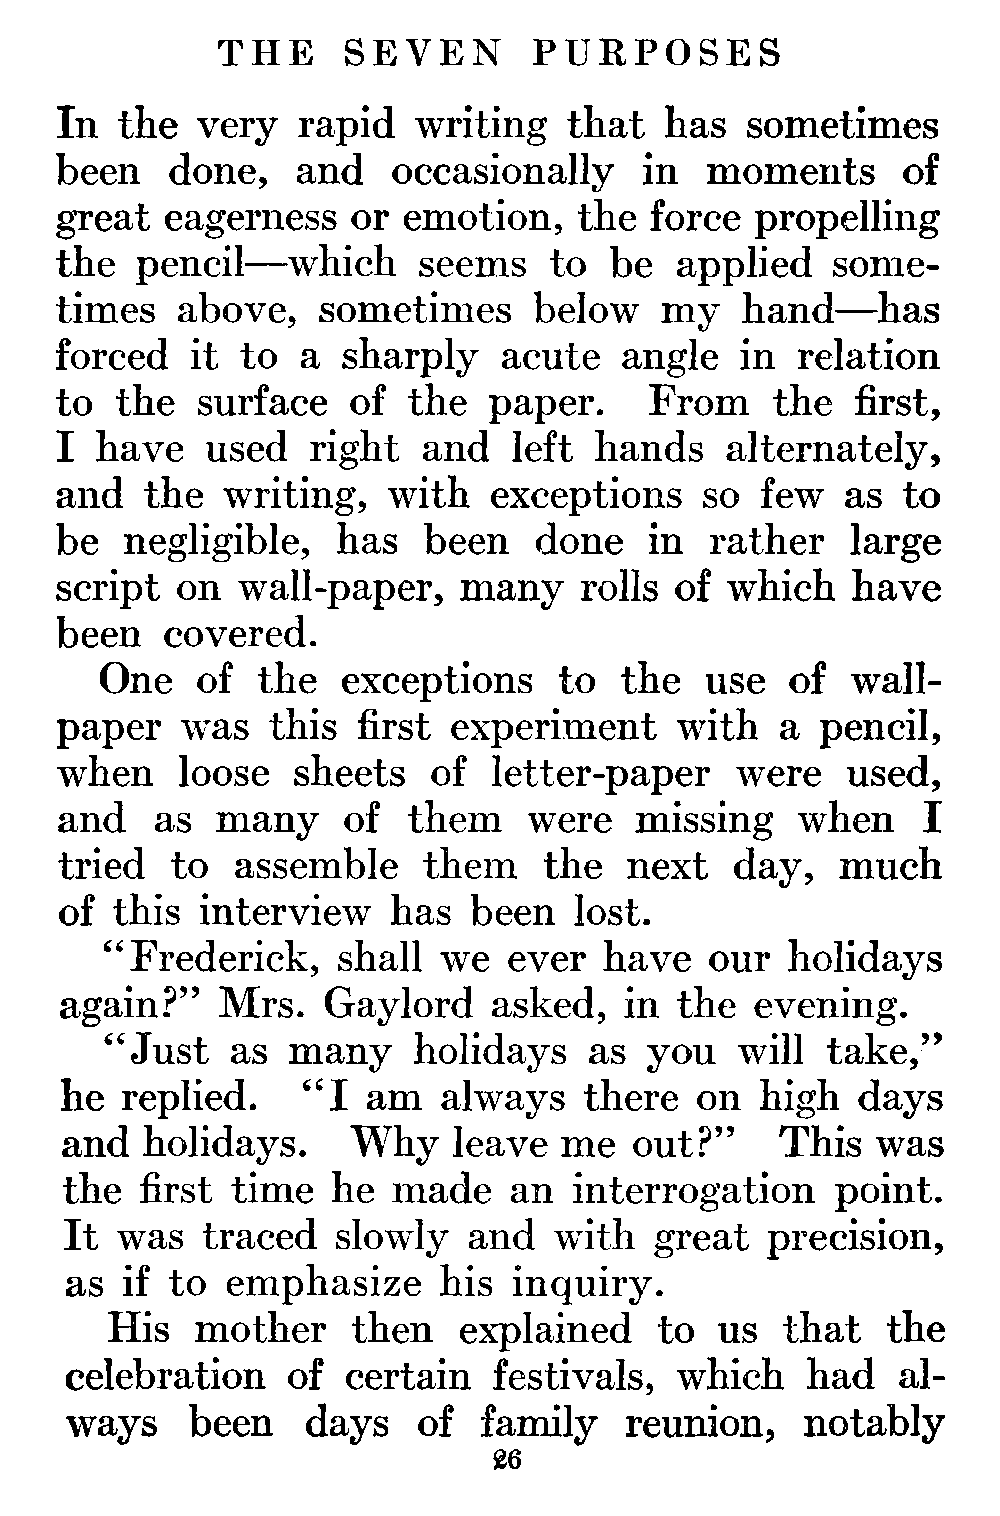 THE SEVEN PURPOSES
In the very rapid writing that has sometimes
been done, and occasionally in moments of
great eagerness or emotion, the force propelling
the pencil—which seems to be applied some-
times above, sometimes below my hand—has
forced it to a sharply acute angle in relation
to the surface of the paper. From the first,
I have used right and left hands alternately,
and the writing, with exceptions so few as to
be negligible, has been done in rather large
script on wall-paper, many rolls of which have
been covered.
One of the exceptions to the use of wall-
paper was this first experiment with a pencil,
when loose sheets of letter-paper were used,
and as many of them were missing when I
tried to assemble them the next day, much
of this interview has been lost.
“Frederick, shall we ever have our holidays
again?” Mrs. Gaylord asked, in the evening.
“Just as many holidays as you will take,”
he replied. “I am always there on high days
and holidays. Why leave me out?” This was
the first time he made an interrogation point.
It was traced slowly and with great precision,
as if to emphasize his inquiry.
His mother then explained to us that the
celebration of certain festivals, which had al-
ways been days of family reunion, notably
26